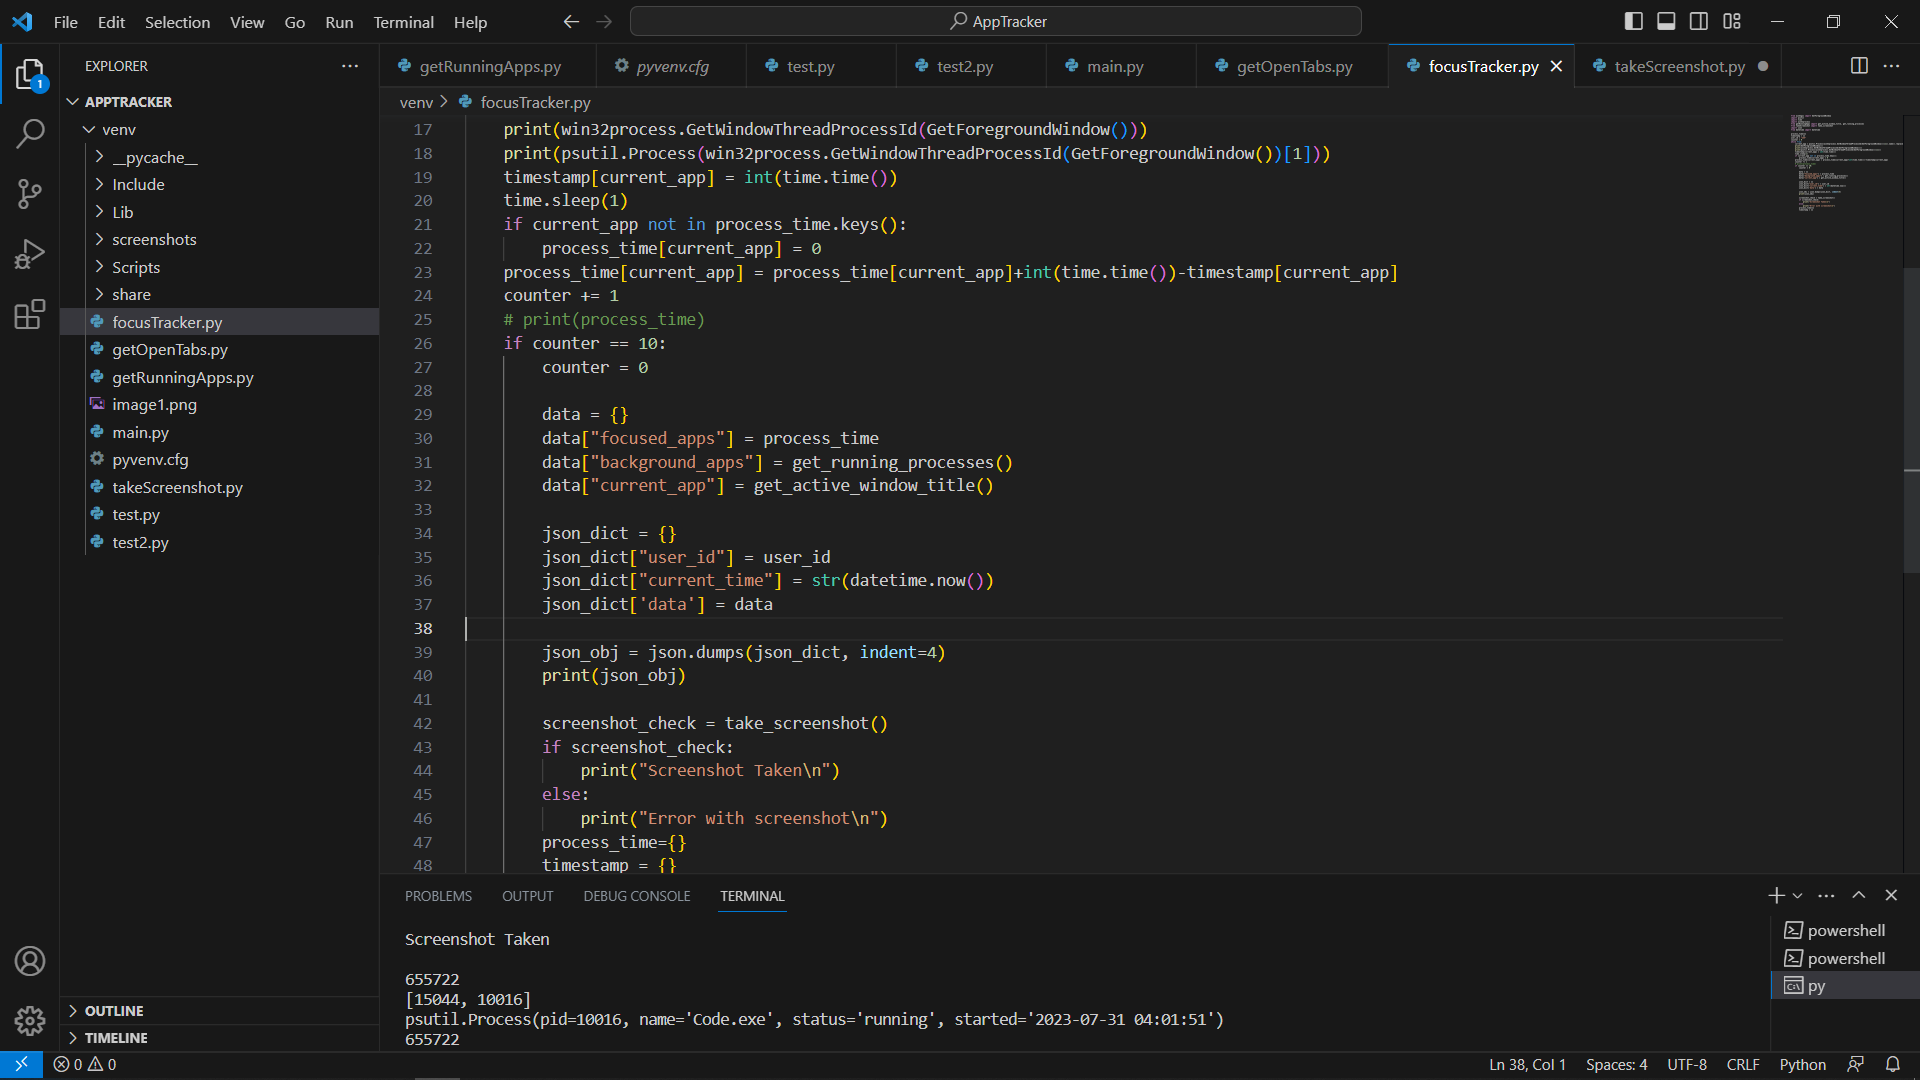 File Edit Selection View Go Run Terminal Help
AppTracker
EXPLORER
1
APPTRACKER
venv
__pycache__
Include
Lib
screenshots
Scripts
share
focusTracker.py
getOpenTabs.py
getRunningApps.py
image1.png
main.py
pyvenv.cfg
takeScreenshot.py
test.py
test2.py
OUTLINE
TIMELINE
getRunningApps.py pyvenv.cfg test.py test2.py main.py getOpenTabs.py focusTracker.py takeScreenshot.py
venv > focusTracker.py
17 print(win32process.GetWindowThreadProcessId(GetForegroundWindow()))
18 print(psutil.Process(win32process.GetWindowThreadProcessId(GetForegroundWindow())[1]))
19 timestamp[current_app] = int(time.time())
20 time.sleep(1)
21 if current_app not in process_time.keys():
22 process_time[current_app] = 0
23 process_time[current_app] = process_time[current_app]+int(time.time())-timestamp[current_app]
24 counter += 1
25 # print(process_time)
26 if counter == 10:
27 counter = 0
28
29 data = {}
30 data["focused_apps"] = process_time
31 data["background_apps"] = get_running_processes()
32 data["current_app"] = get_active_window_title()
33
34 json_dict = {}
35 json_dict["user_id"] = user_id
36 json_dict["current_time"] = str(datetime.now())
37 json_dict['data'] = data
38
39 json_obj = json.dumps(json_dict, indent=4)
40 print(json_obj)
41
42 screenshot_check = take_screenshot()
43 if screenshot_check:
44 print("Screenshot Taken\n")
45 else:
46 print("Error with screenshot\n")
47 process_time={}
48 timestamp = {}
PROBLEMS OUTPUT DEBUG CONSOLE TERMINAL
Screenshot Taken
655722
[15044, 10016]
psutil.Process(pid=10016, name='Code.exe', status='running', started='2023-07-31 04:01:51')
655722
powershell
powershell
py
0 0 Ln 38, Col 1 Spaces: 4 UTF-8 CRLF Python